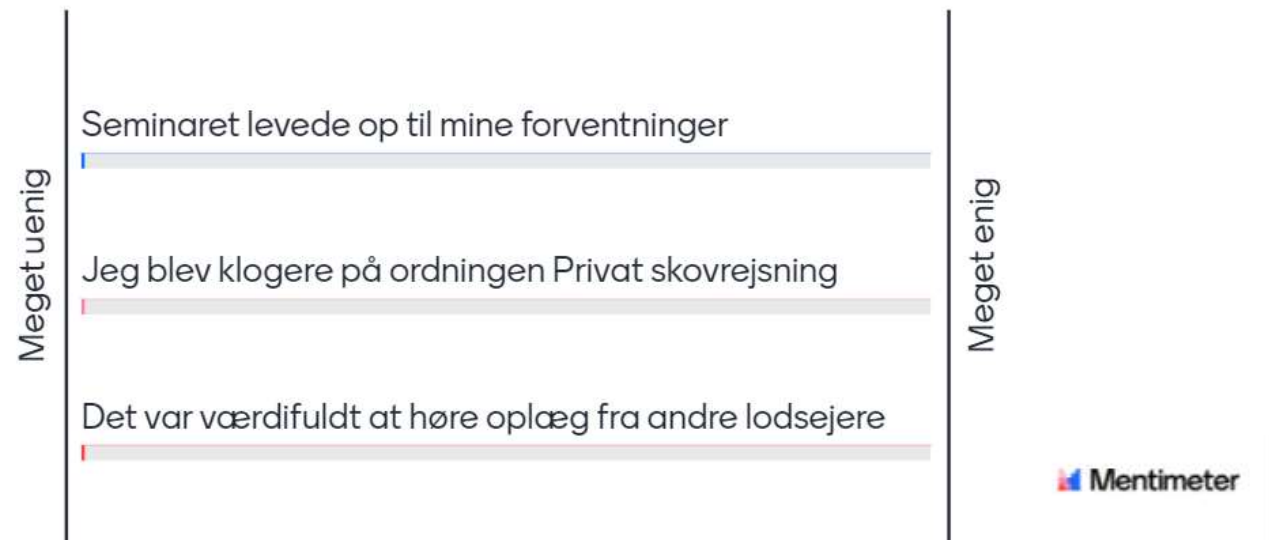 Meget uenig
Seminaret levede op til mine forventninger
Jeg blev klogere på ordningen Privat skovrejsning
Det var værdifuldt at høre oplæg fra andre lodsejere
Meget enig
Mentimeter